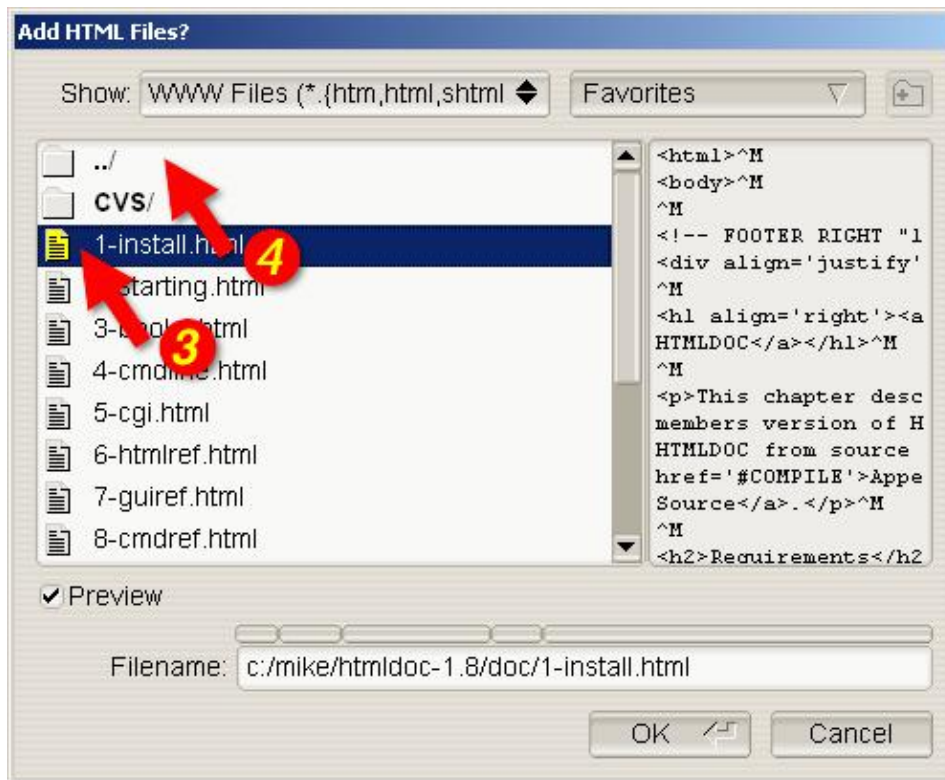 Add HTML Files?
Show: WWW Files (*.{htm,html,shtml Favorites
../
CVS/
1-install.html
4
starting.html
3-book .html
3
4-cmdline.html
5-cgi.html
6-htmlref.html
7-guiref.html
8-cmdref.html
<html>^M
<body>^M
^M
<!-- FOOTER RIGHT "1
<div align='justify'
^M
<h1 align='right'><a
HTMLDOC</a></h1>^M
^M
<p>This chapter desc
members version of H
HTMLDOC from source
href='#COMPILE'>Appe
Source</a>.</p>^M
^M
<h2>Requirements</h2
Preview
Filename: c:/mike/htmldoc-1.8/doc/1-install.html
OK Cancel